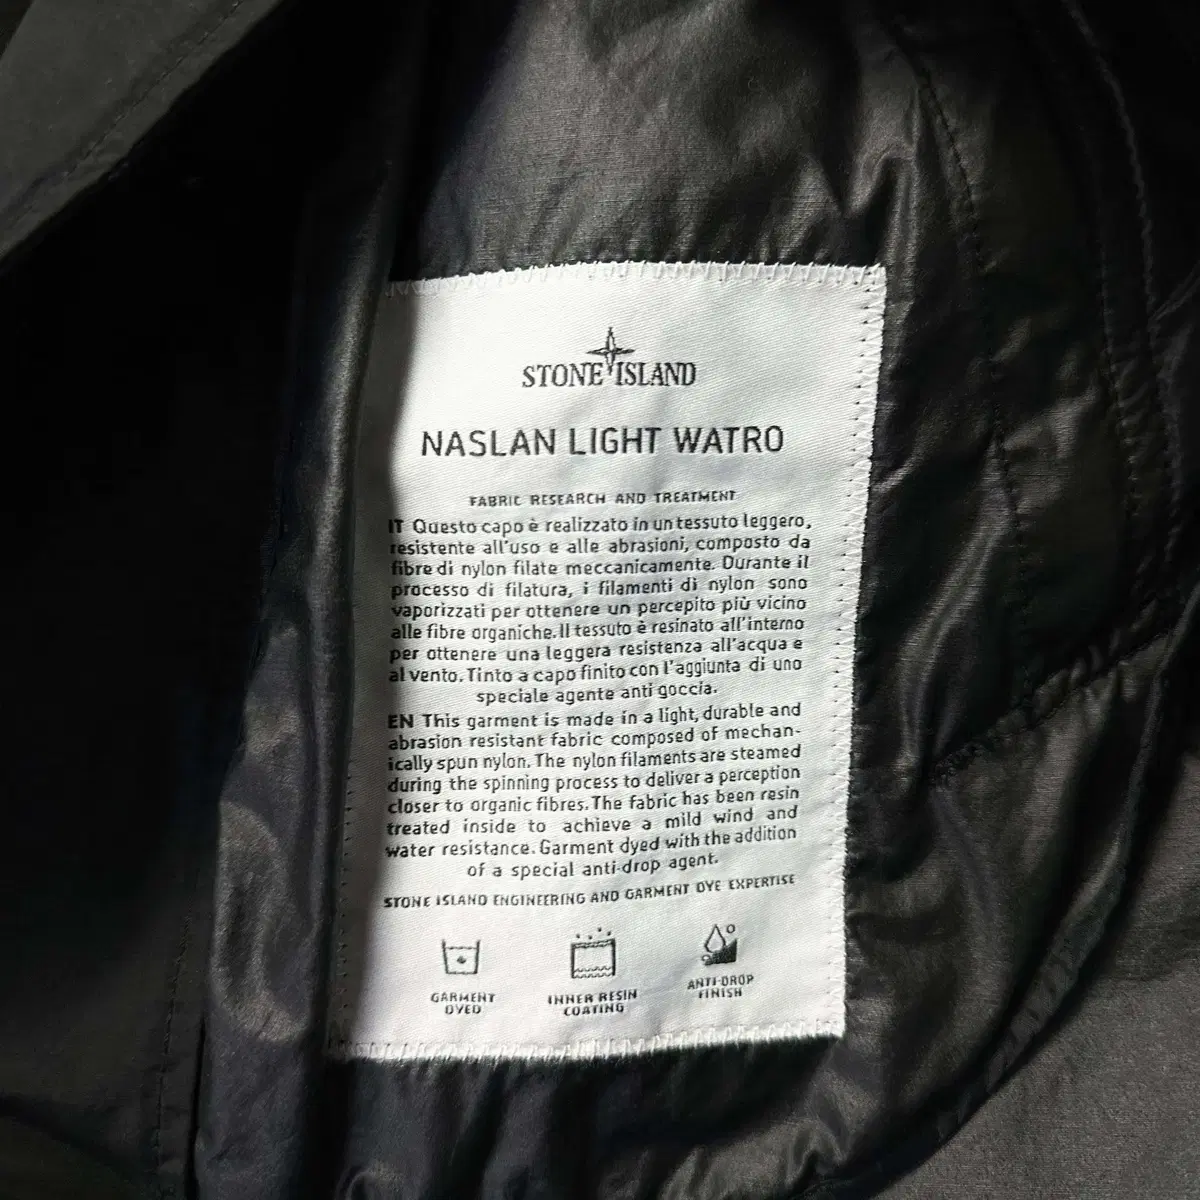 STONE ISLAND
NASLAN LIGHT WATRO
FABRIC RESEARCH AND TREATMENT
IT Questo capo è realizzato in un tessuto leggero,
resistente all'uso e alle abrasioni, composto da
fibre di nylon filate meccanicamente. Durante il
processo di filatura, i filamenti di nylon sono
vaporizzati per ottenere un percepito più vicino
alle fibre organiche. Il tessuto è resinato all'interno
per ottenere una leggera resistenza all'acqua e
al vento. Tinto a capo finito con l'aggiunta di uno
speciale agente anti goccia.
EN This garment is made in a light, durable and
abrasion resistant fabric composed of mechan-
ically spun nylon. The nylon filaments are steamed
during the spinning process to deliver a perception
closer to organic fibres. The fabric has been resin
treated inside to achieve a mild wind and
water resistance. Garment dyed with the addition
of a special anti-drop agent.
STONE ISLAND ENGINEERING AND GARMENT DYE EXPERTISE
GARMENT
DYED
INNER RESIN
COATING
ANTI-DROP
FINISH